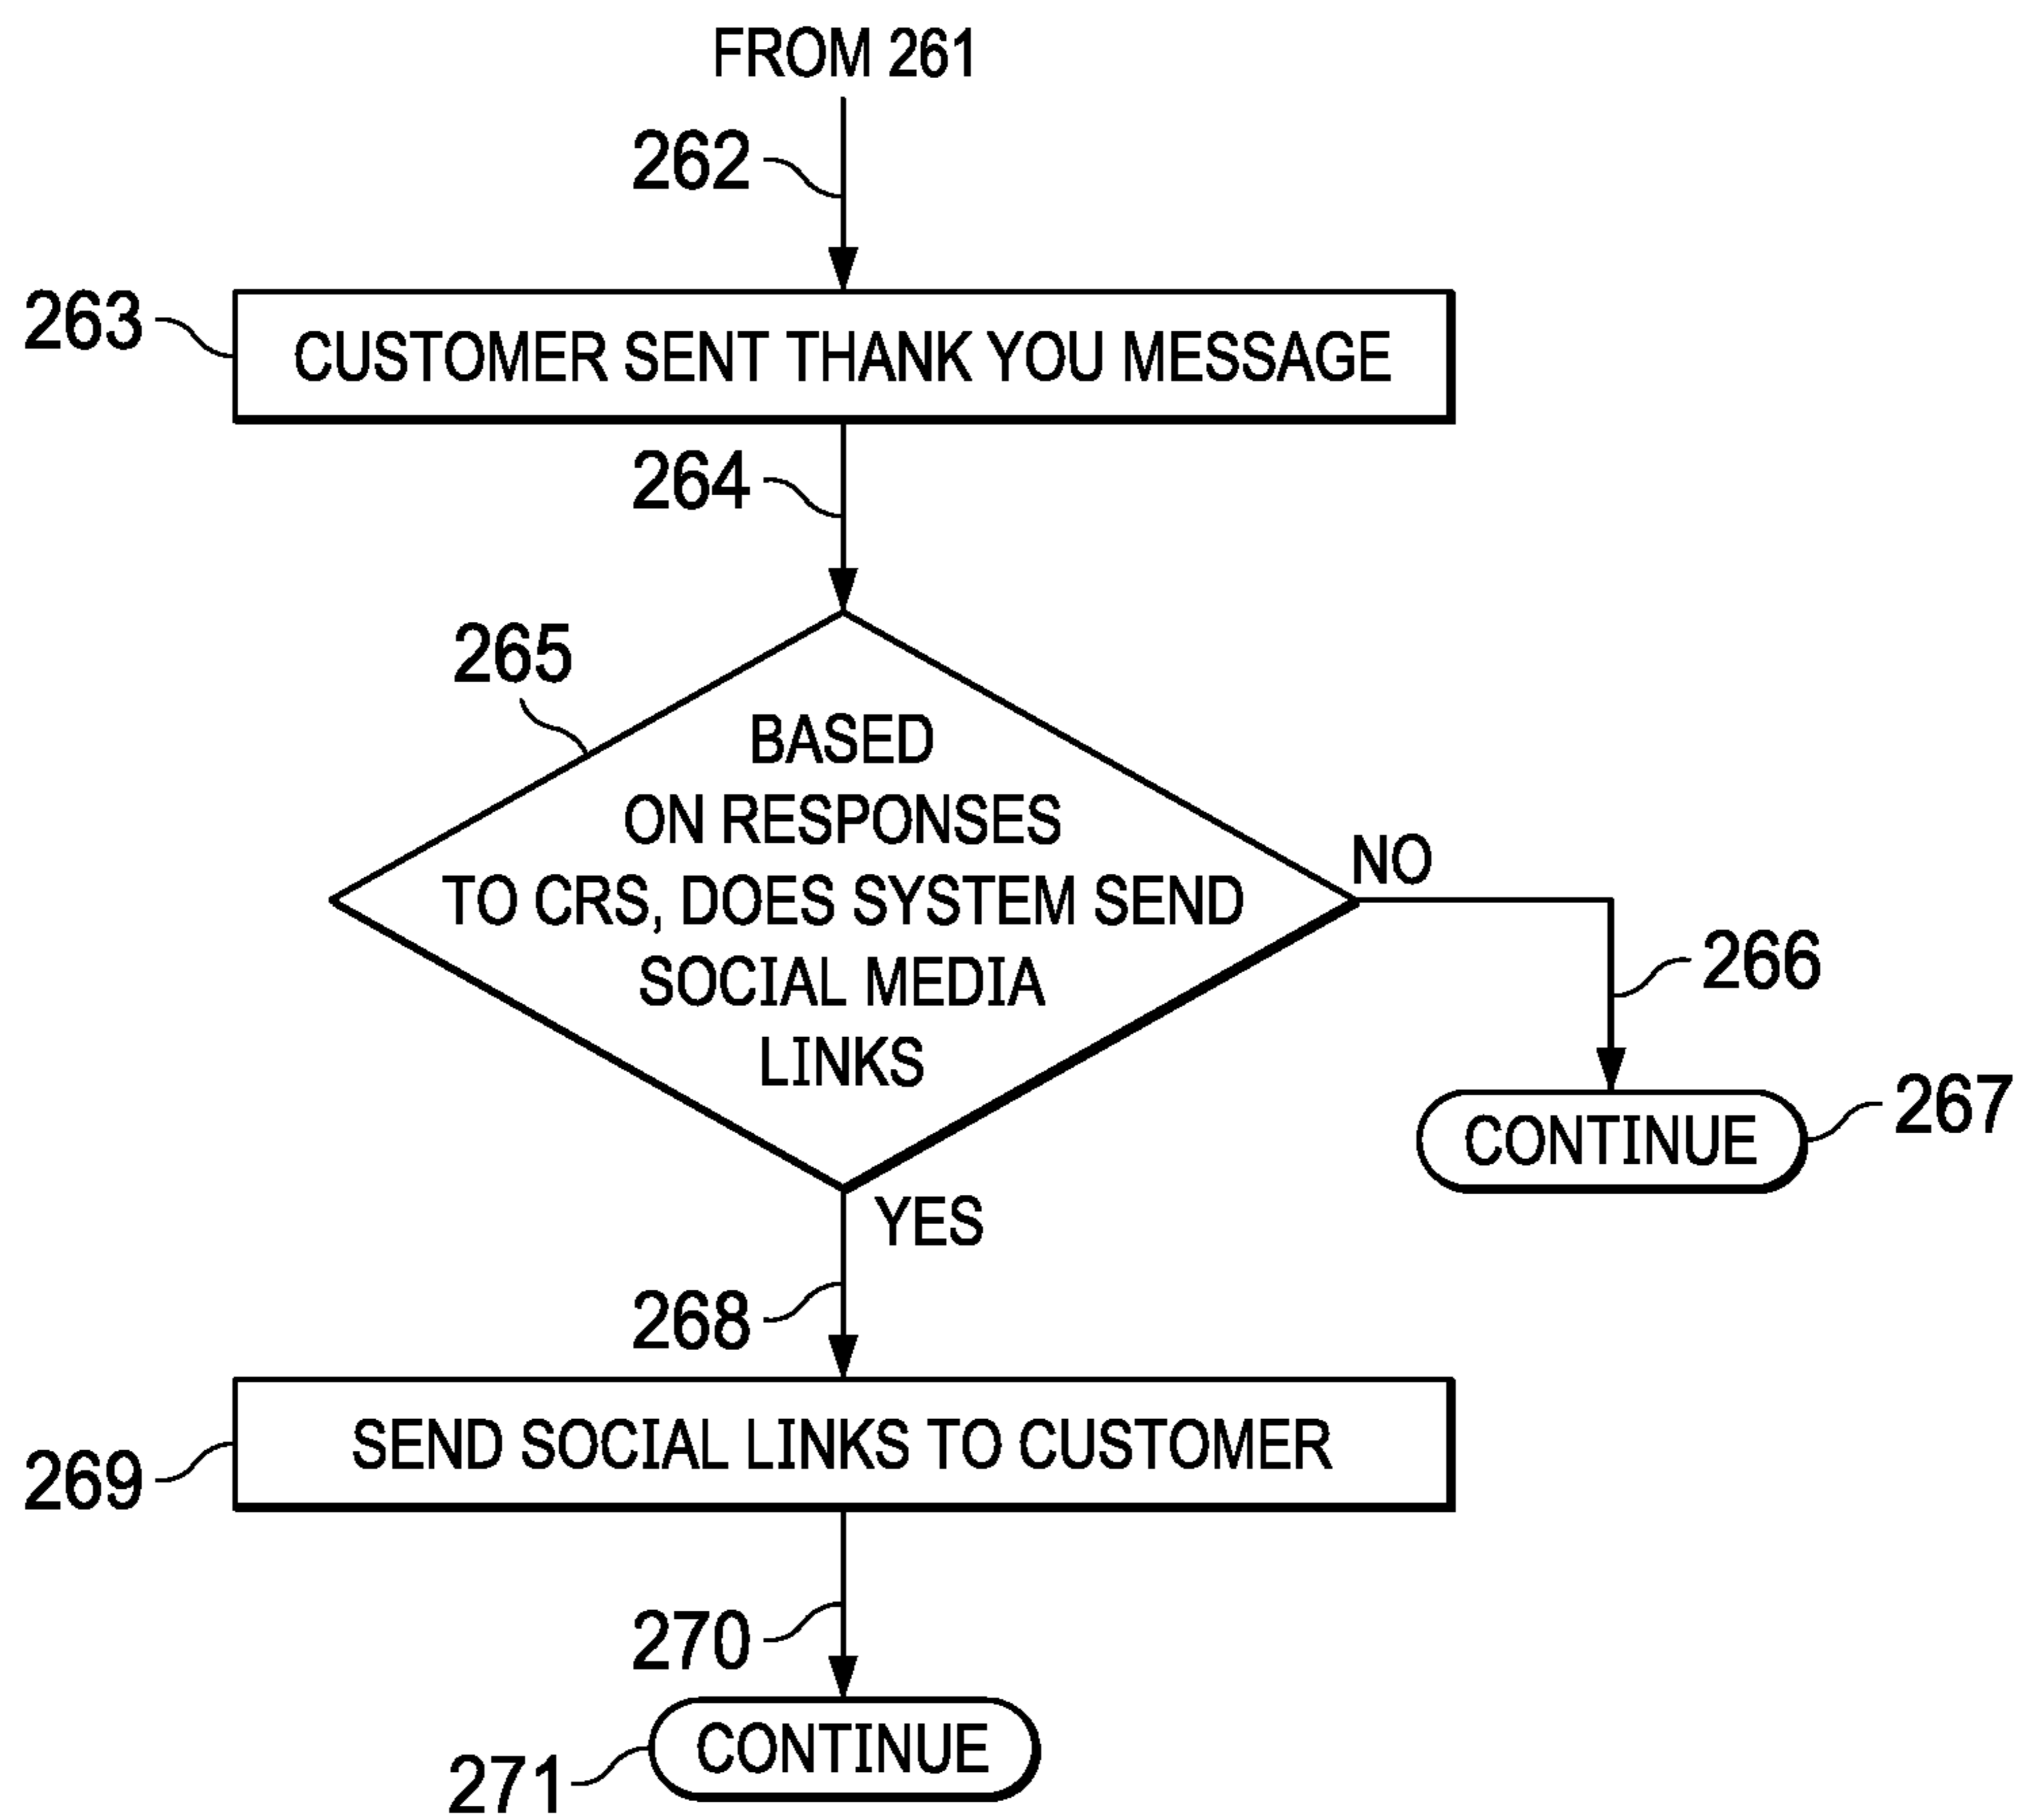 FROM 261
262
263
CUSTOMER SENT THANK YOU MESSAGE
264
265
BASED
ON RESPONSES
TO CRS, DOES SYSTEM SEND
SOCIAL MEDIA
LINKS
NO
266
267
CONTINUE
YES
268
SEND SOCIAL LINKS TO CUSTOMER
269
270
CONTINUE
271